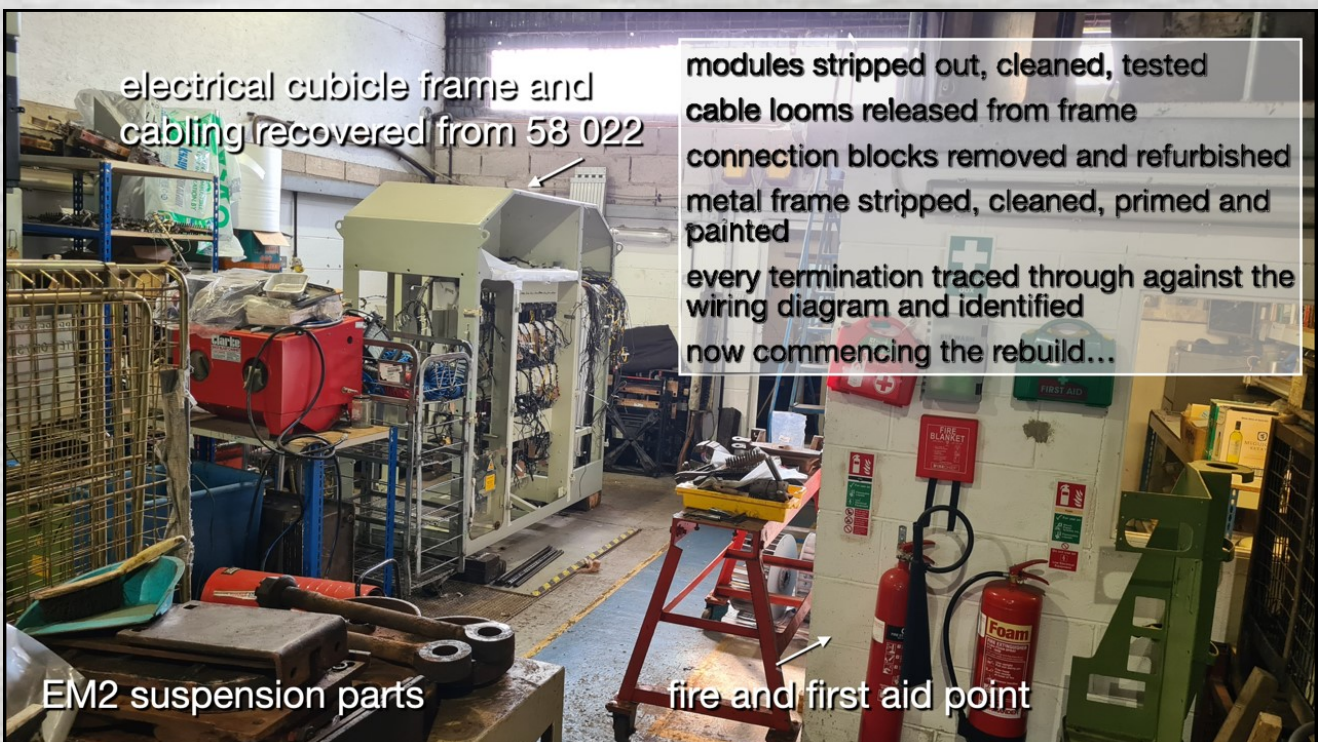 electrical cubicle frame and
cabling recovered from 58 022
modules stripped out, cleaned, tested
cable looms released from frame
connection blocks removed and refurbished
metal frame stripped, cleaned, primed and
painted
every termination traced through against the
wiring diagram and identified
now commencing the rebuild...
Clarke
FIRST AID
FIRE
BLANKET
Foam
EM2 suspension parts
fire and first aid point